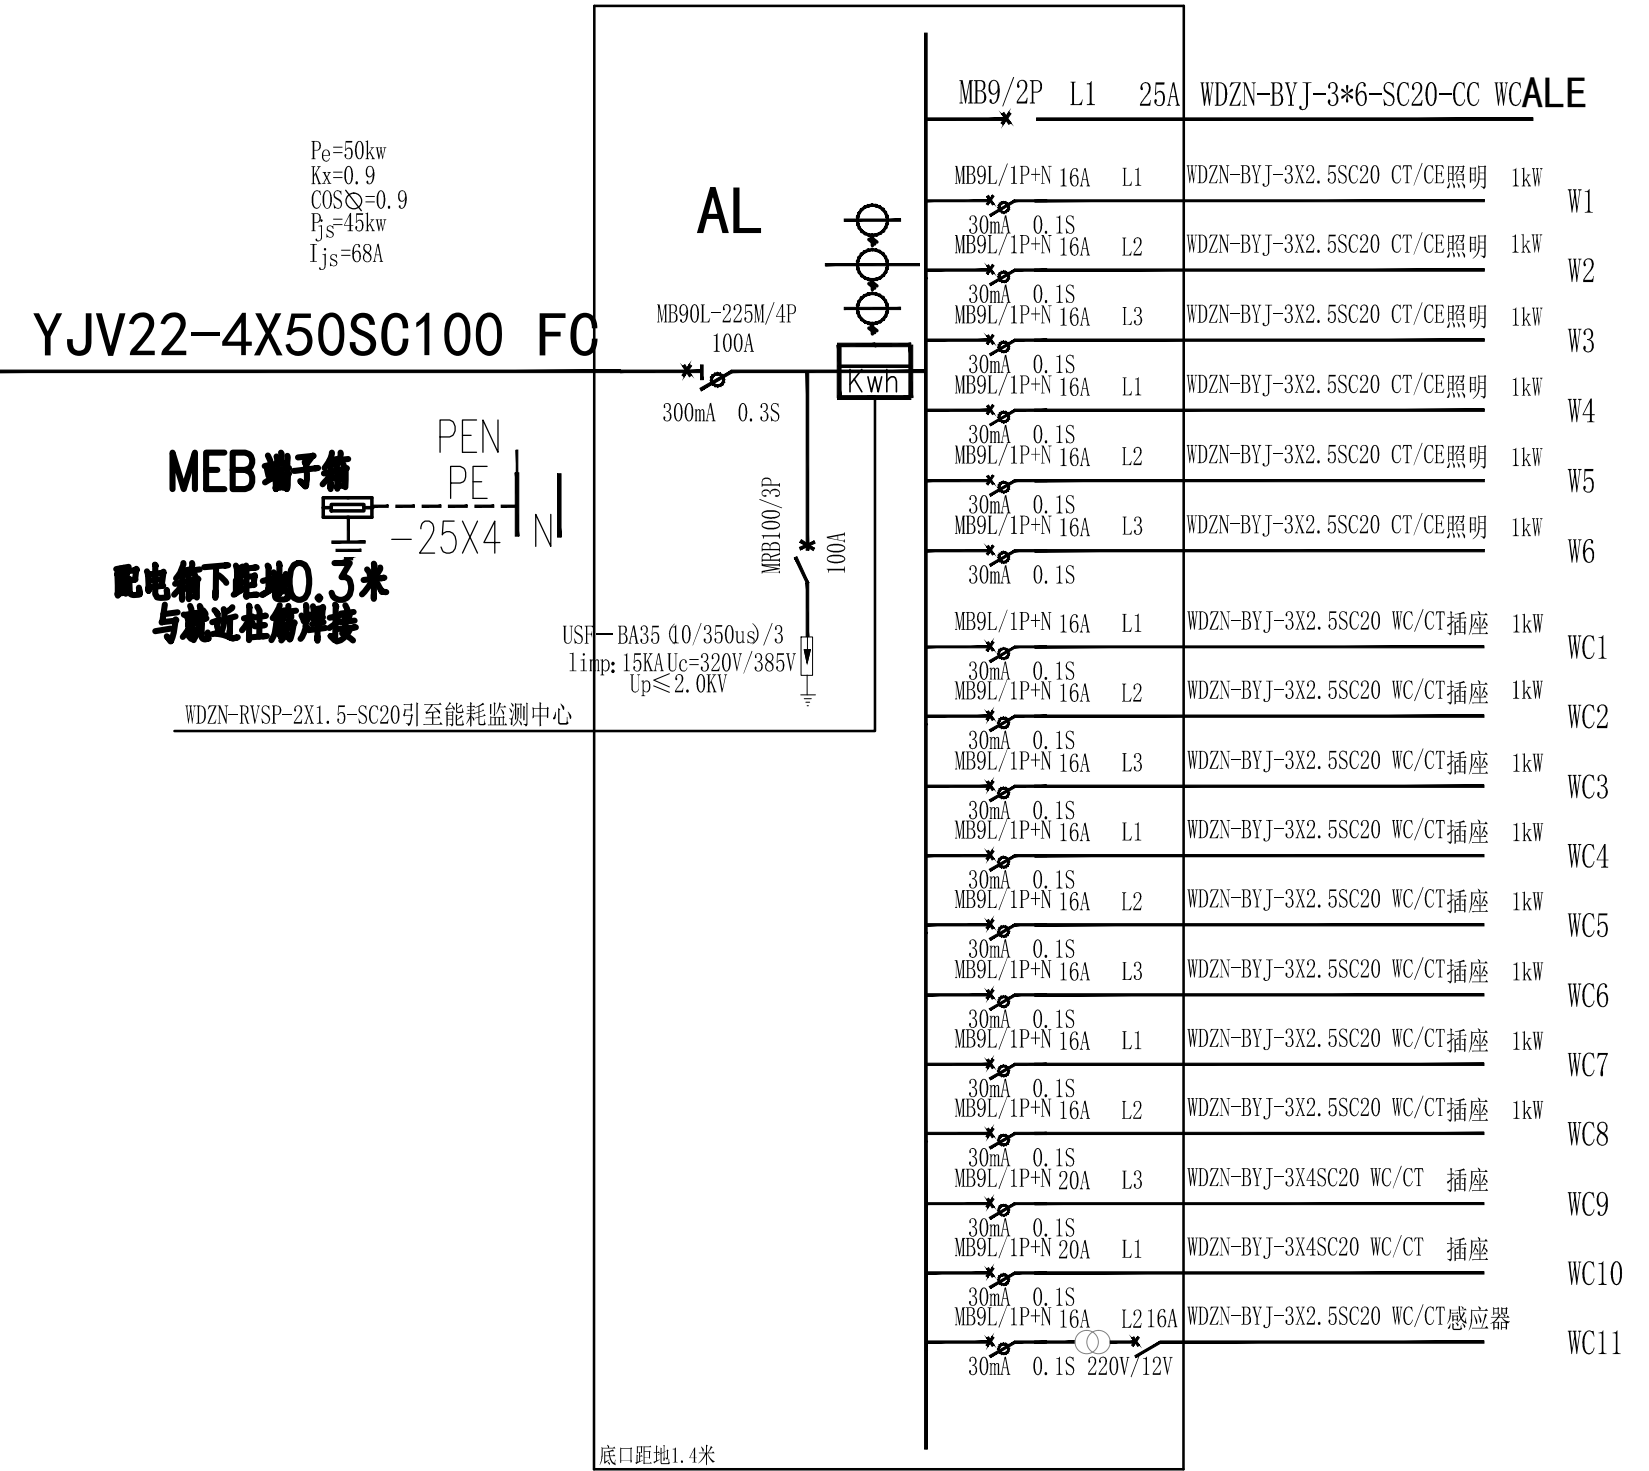 MB9/2P L1 25A WDZN-BYJ-3*6-SC20-CC WC ALE
Pe=50kw
Kx=0.9
COS∅=0.9
Pjs=45kw
Ijs=68A
AL
YJV22-4X50SC100 FC
MB90L-225M/4P
100A
300mA 0.3S
Kwh
PEN
MEB端子箱
PE
-25X4
N
配电箱下距地0.3米
与就近柱筋焊接
MRB100/3P
100A
USF-BA35(10/350us)/3
limp:15KA Uc=320V/385V
Up≤2.0KV
WDZN-RVSP-2X1.5-SC20引至能耗监测中心
MB9L/1P+N 16A L1 WDZN-BYJ-3X2.5SC20 CT/CE照明 1kW
W1
30mA 0.1S
MB9L/1P+N 16A L2 WDZN-BYJ-3X2.5SC20 CT/CE照明 1kW
W2
30mA 0.1S
MB9L/1P+N 16A L3 WDZN-BYJ-3X2.5SC20 CT/CE照明 1kW
W3
30mA 0.1S
MB9L/1P+N 16A L1 WDZN-BYJ-3X2.5SC20 CT/CE照明 1kW
W4
30mA 0.1S
MB9L/1P+N 16A L2 WDZN-BYJ-3X2.5SC20 CT/CE照明 1kW
W5
30mA 0.1S
MB9L/1P+N 16A L3 WDZN-BYJ-3X2.5SC20 CT/CE照明 1kW
W6
30mA 0.1S
MB9L/1P+N 16A L1 WDZN-BYJ-3X2.5SC20 WC/CT插座 1kW
WC1
30mA 0.1S
MB9L/1P+N 16A L2 WDZN-BYJ-3X2.5SC20 WC/CT插座 1kW
WC2
30mA 0.1S
MB9L/1P+N 16A L3 WDZN-BYJ-3X2.5SC20 WC/CT插座 1kW
WC3
30mA 0.1S
MB9L/1P+N 16A L1 WDZN-BYJ-3X2.5SC20 WC/CT插座 1kW
WC4
30mA 0.1S
MB9L/1P+N 16A L2 WDZN-BYJ-3X2.5SC20 WC/CT插座 1kW
WC5
30mA 0.1S
MB9L/1P+N 16A L3 WDZN-BYJ-3X2.5SC20 WC/CT插座 1kW
WC6
30mA 0.1S
MB9L/1P+N 16A L1 WDZN-BYJ-3X2.5SC20 WC/CT插座 1kW
WC7
30mA 0.1S
MB9L/1P+N 16A L2 WDZN-BYJ-3X2.5SC20 WC/CT插座 1kW
WC8
30mA 0.1S
MB9L/1P+N 20A L3 WDZN-BYJ-3X4SC20 WC/CT 插座
WC9
30mA 0.1S
MB9L/1P+N 20A L1 WDZN-BYJ-3X4SC20 WC/CT 插座
WC10
30mA 0.1S
MB9L/1P+N 16A L2 16A WDZN-BYJ-3X2.5SC20 WC/CT感应器
WC11
30mA 0.1S 220V/12V
底口距地1.4米